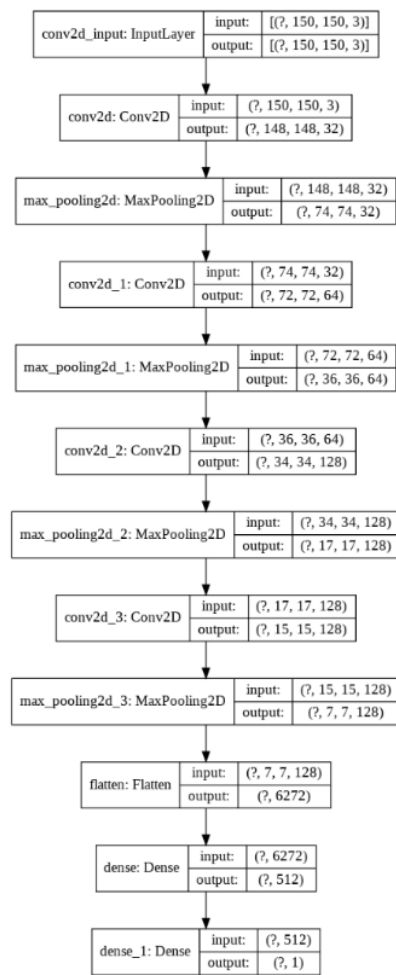 conv2d_input: InputLayer
input: [(?, 150, 150, 3)]
output: [(?, 150, 150, 3)]
conv2d: Conv2D
input: (?, 150, 150, 3)
output: (?, 148, 148, 32)
max_pooling2d: MaxPooling2D
input: (?, 148, 148, 32)
output: (?, 74, 74, 32)
conv2d_1: Conv2D
input: (?, 74, 74, 32)
output: (?, 72, 72, 64)
max_pooling2d_1: MaxPooling2D
input: (?, 72, 72, 64)
output: (?, 36, 36, 64)
conv2d_2: Conv2D
input: (?, 36, 36, 64)
output: (?, 34, 34, 128)
max_pooling2d_2: MaxPooling2D
input: (?, 34, 34, 128)
output: (?, 17, 17, 128)
conv2d_3: Conv2D
input: (?, 17, 17, 128)
output: (?, 15, 15, 128)
max_pooling2d_3: MaxPooling2D
input: (?, 15, 15, 128)
output: (?, 7, 7, 128)
flatten: Flatten
input: (?, 7, 7, 128)
output: (?, 6272)
dense: Dense
input: (?, 6272)
output: (?, 512)
dense_1: Dense
input: (?, 512)
output: (?, 1)